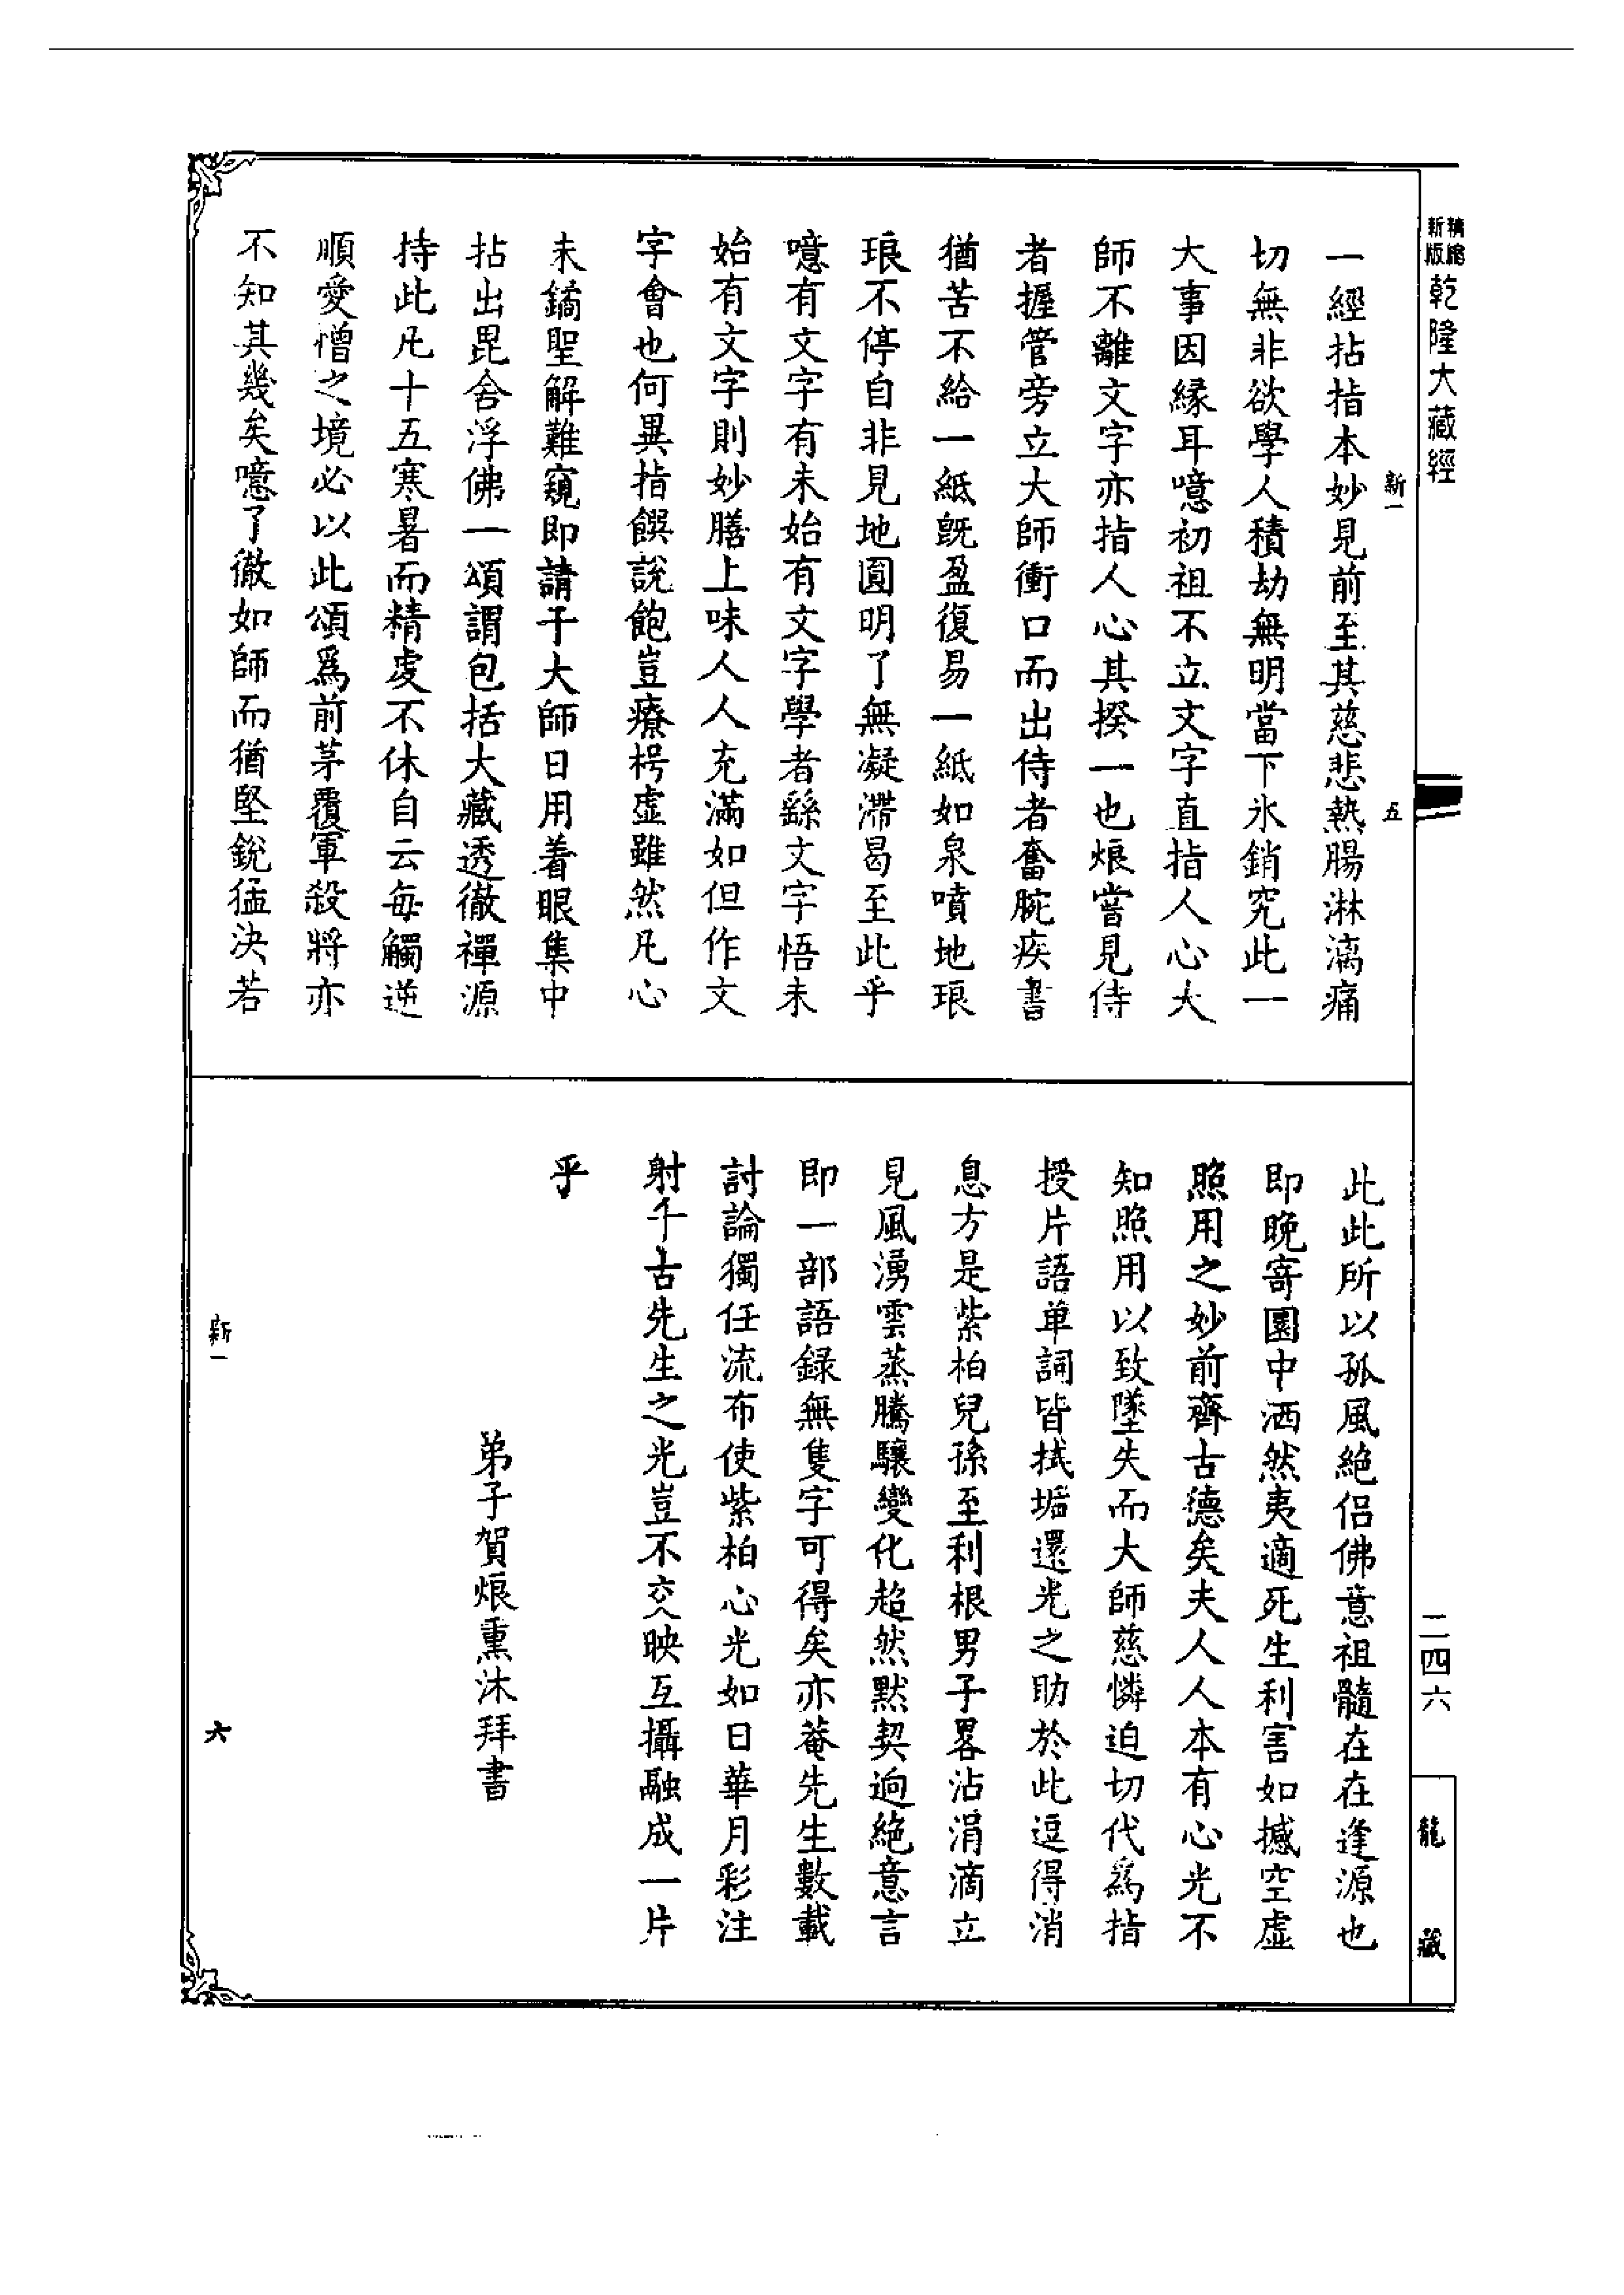 精縮
新版
乾隆大藏經
新一
五
一經拈指本妙見前至其慈悲熱腸淋漓痛
切無非欲學人積劫無明當下氷銷究此一
大事因縁耳噫初祖不立文字直指人心大
師不離文字亦指人心其揆一也烺嘗見侍
者握管旁立大師衝口而出侍者奮腕疾書
猶苦不給一紙旣盈復易一紙如泉噴地琅
琅不停自非見地圓明了無凝滯曷至此乎
噫有文字有未始有文字學者繇文字悟未
始有文字則妙膳上味人人充滿如但作文
字會也何異指饌說飽豈療枵虚雖然凡心
未鐍聖解難窺即請于大師日用着眼集中
拈出毘舍浮佛一頌謂包括大藏透徹禪源
持此凡十五寒暑而精䖍不休自云每觸逆
順愛憎之境必以此頌爲前茅覆軍殺將亦
不知其幾矣噫了徹如師而猶堅銳猛決若
此此所以孤風絕侶佛意祖髓在在逢源也
即晚寄園中洒然夷適死生利害如撼空虛
照用之妙前齊古德矣夫人人本有心光不
知照用以致墜失而大師慈憐迫切代爲指
授片語单詞皆拭垢還光之助於此逗得消
息方是紫柏兒孫至利根男子畧沾涓滴立
見風湧雲蒸騰驤變化超然默契逈絕意言
即一部語録無隻字可得矣亦菴先生數載
討論獨任流布使紫柏心光如日華月彩注
射千古先生之光豈不交映互攝融成一片
乎
弟子賀烺熏沐拜書
新一
六
二四六
龍藏